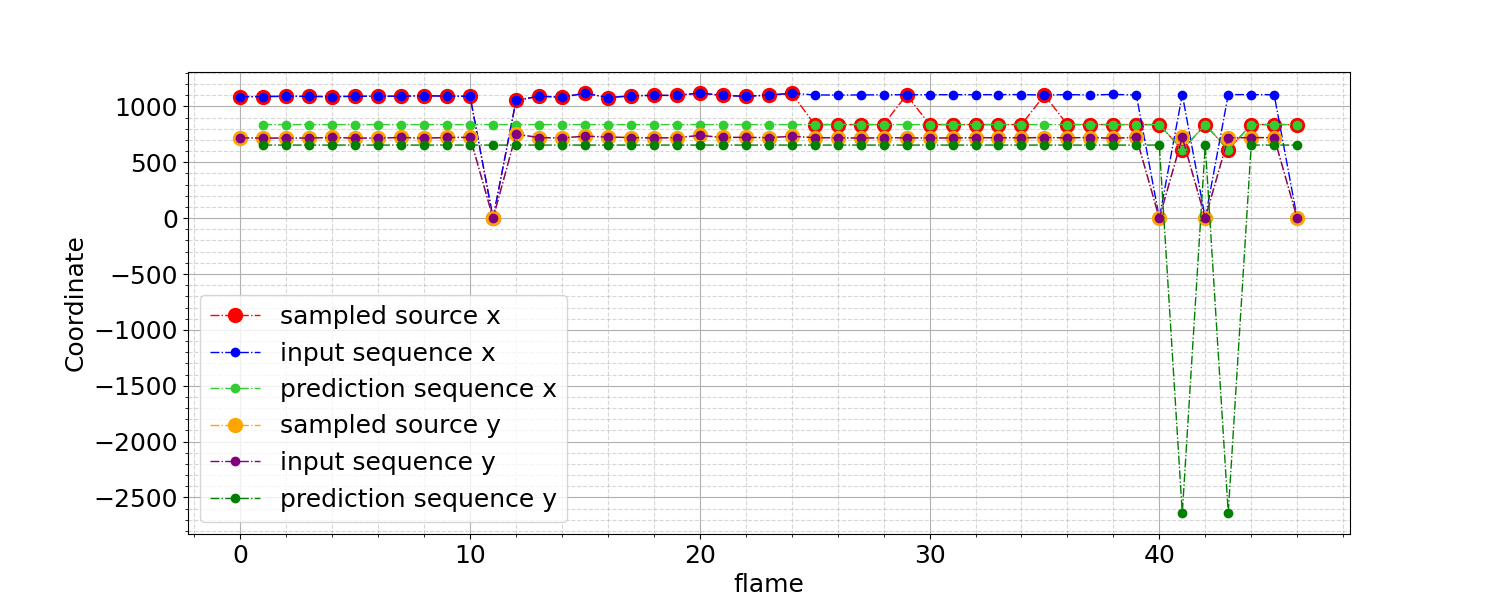 1000
500
0
−500
−1000
−1500
−2000
−2500
Coordinate
sampled source x
input sequence x
prediction sequence x
sampled source y
input sequence y
prediction sequence y
0 10 20 30 40
flame